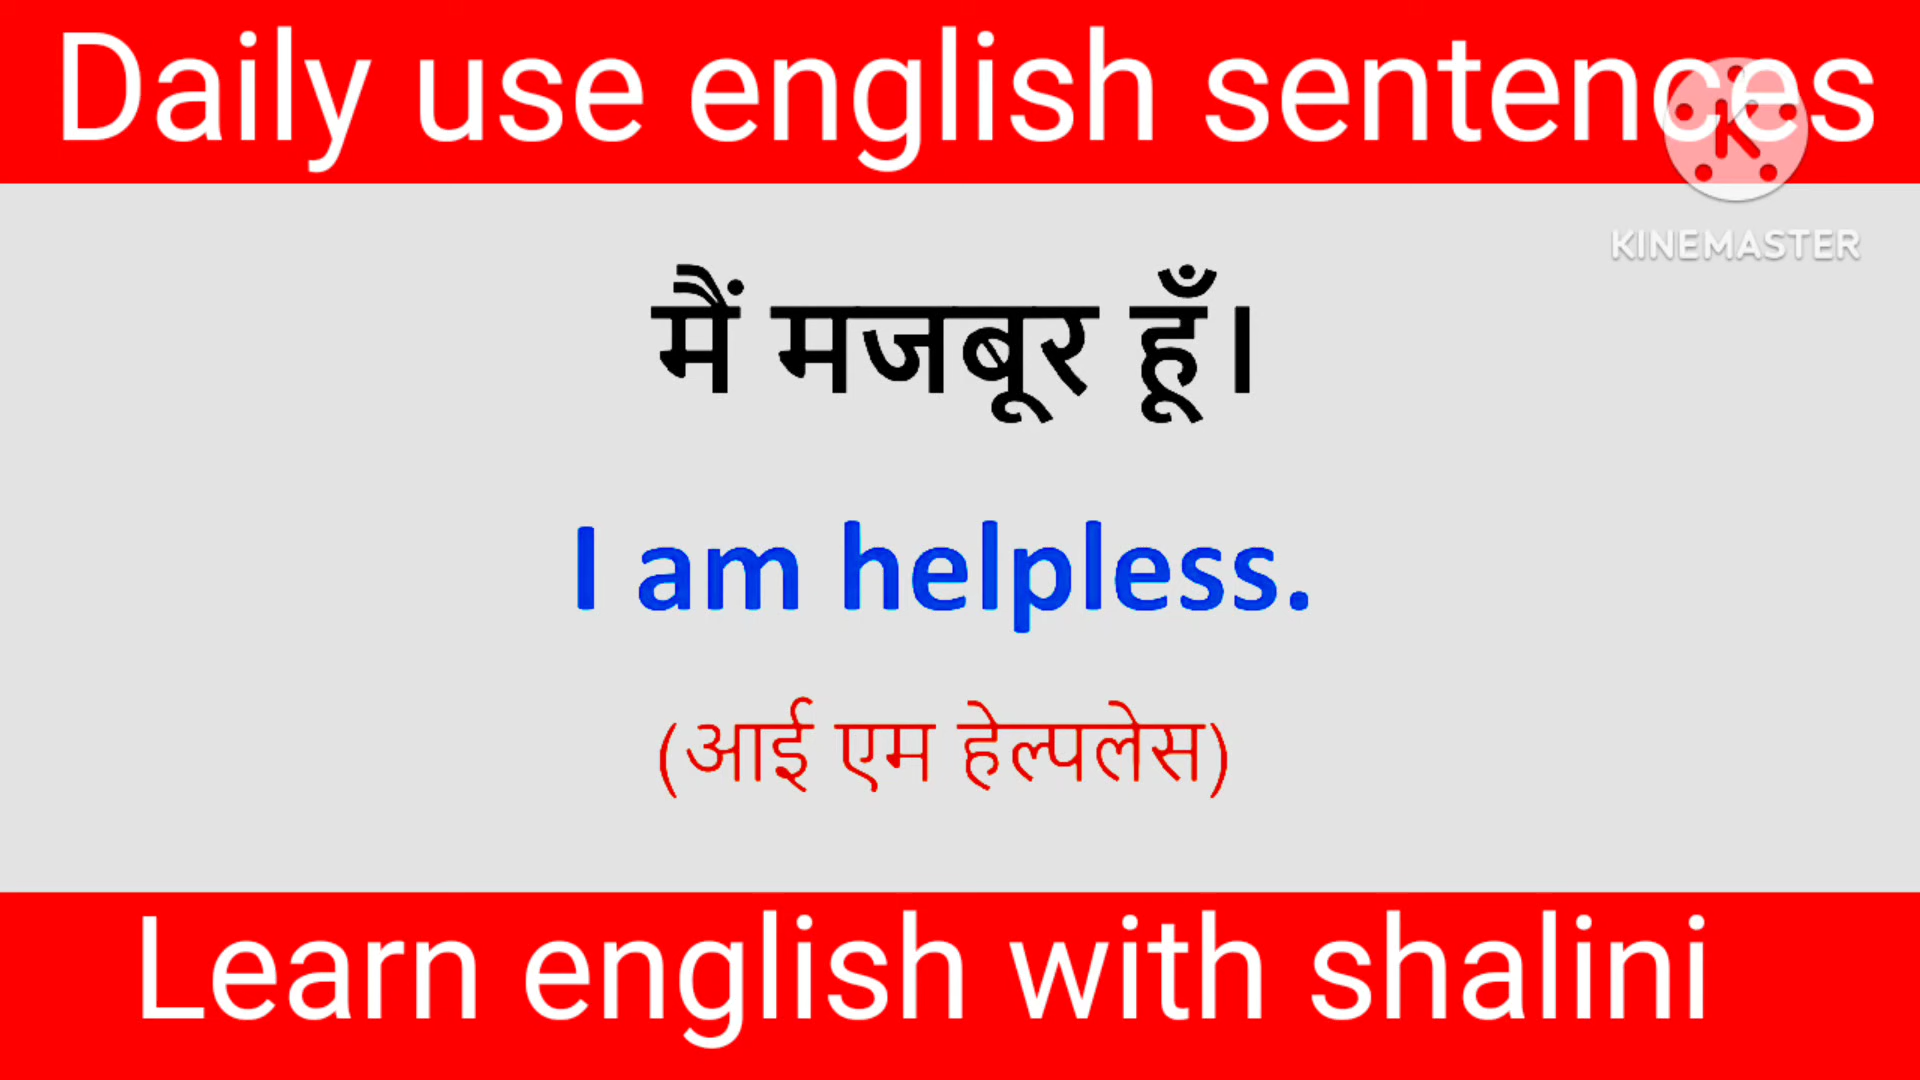 Daily use english sentences
K
KINEMASTER
मैं मजबूर हूँ।
I am helpless.
(आई एम हेल्पलेस)
Learn english with shalini